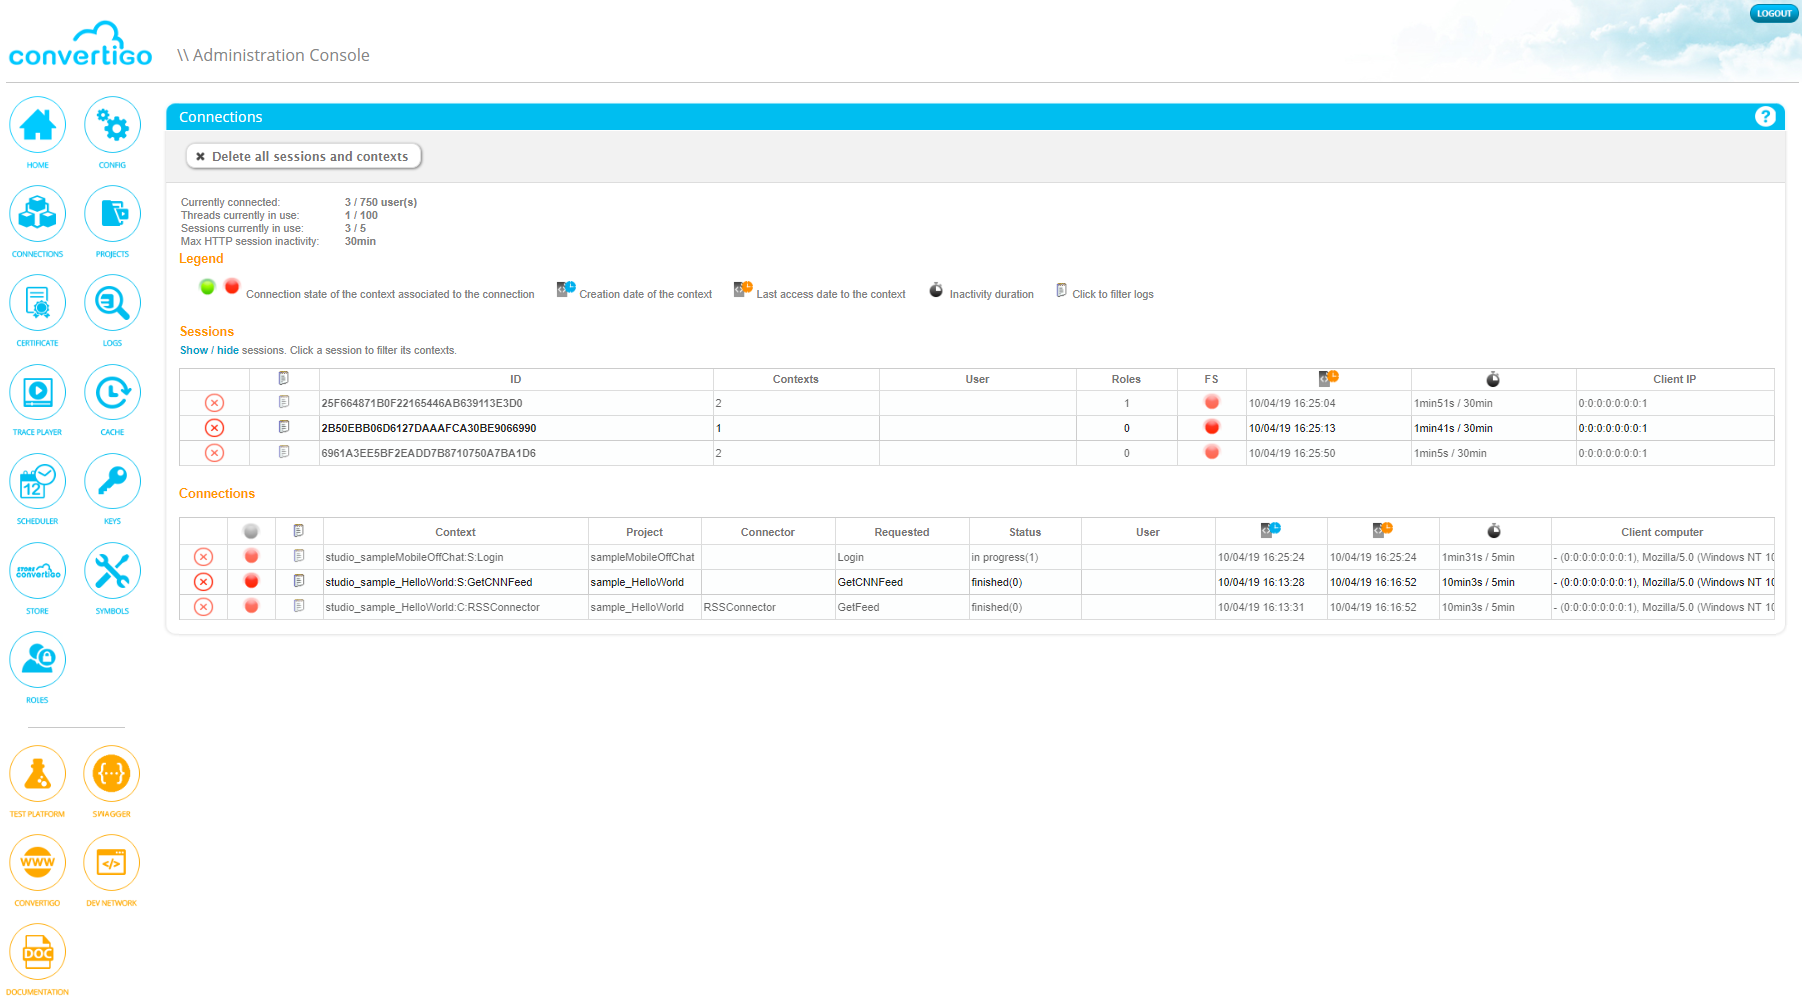 LOGOUT
convertigo
\\ Administration Console
HOME
CONFIG
CONNECTIONS
PROJECTS
CERTIFICATE
LOGS
TRACE PLAYER
CACHE
12
SCHEDULER
KEYS
STORE
convertigo
STORE
SYMBOLS
ROLES
TEST PLATFORM
{···}
SWAGGER
WWW
CONVERTIGO
</>
DEV NETWORK
DOC
DOCUMENTATION
Connections
?
Delete all sessions and contexts
Currently connected: 3 / 750 user(s)
Threads currently in use: 1 / 100
Sessions currently in use: 3 / 5
Max HTTP session inactivity: 30min
Legend
Connection state of the context associated to the connection Creation date of the context Last access date to the context Inactivity duration Click to filter logs
Sessions
Show / hide sessions. Click a session to filter its contexts.
ID Contexts User Roles FS Client IP
25F664871B0F22165446AB639113E3D0 2 1 10/04/19 16:25:04 1min51s / 30min 0:0:0:0:0:0:0:1
2B50EBB06D6127DAAAFCA30BE9066990 1 0 10/04/19 16:25:13 1min41s / 30min 0:0:0:0:0:0:0:1
6961A3EE5BF2EADD7B8710750A7BA1D6 2 0 10/04/19 16:25:50 1min5s / 30min 0:0:0:0:0:0:0:1
Connections
Context Project Connector Requested Status User Client computer
studio_sampleMobileOffChat:S:Login sampleMobileOffChat Login in progress(1) 10/04/19 16:25:24 10/04/19 16:25:24 1min31s / 5min - (0:0:0:0:0:0:0:1), Mozilla/5.0 (Windows NT 10
studio_sample_HelloWorld:S:GetCNNFeed sample_HelloWorld GetCNNFeed finished(0) 10/04/19 16:13:28 10/04/19 16:16:52 10min3s / 5min - (0:0:0:0:0:0:0:1), Mozilla/5.0 (Windows NT 10
studio_sample_HelloWorld:C:RSSConnector sample_HelloWorld RSSConnector GetFeed finished(0) 10/04/19 16:13:31 10/04/19 16:16:52 10min3s / 5min - (0:0:0:0:0:0:0:1), Mozilla/5.0 (Windows NT 10